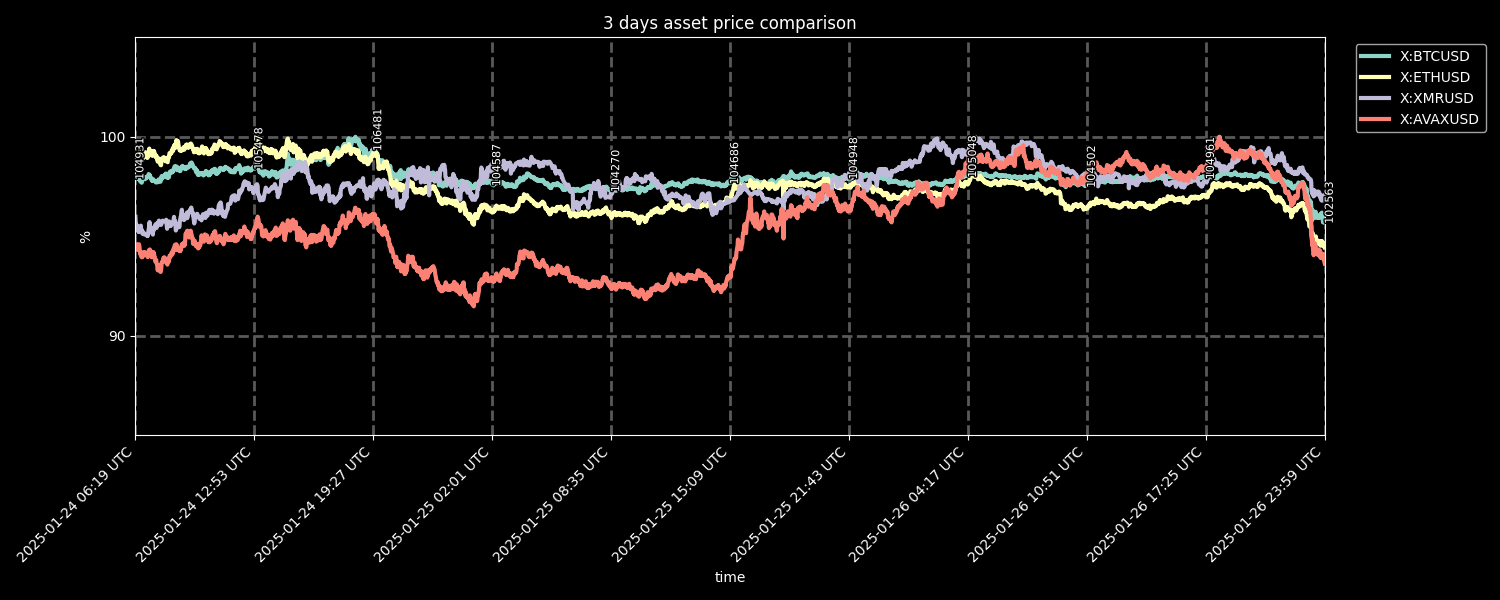 3 days asset price comparison
X:BTCUSD
X:ETHUSD
X:XMRUSD
X:AVAXUSD
100
90
%
104931
105478
106481
104587
104270
104686
104948
105048
104502
104961
102563
2025-01-24 06:19 UTC
2025-01-24 12:53 UTC
2025-01-24 19:27 UTC
2025-01-25 02:01 UTC
2025-01-25 08:35 UTC
2025-01-25 15:09 UTC
2025-01-25 21:43 UTC
2025-01-26 04:17 UTC
2025-01-26 10:51 UTC
2025-01-26 17:25 UTC
2025-01-26 23:59 UTC
time